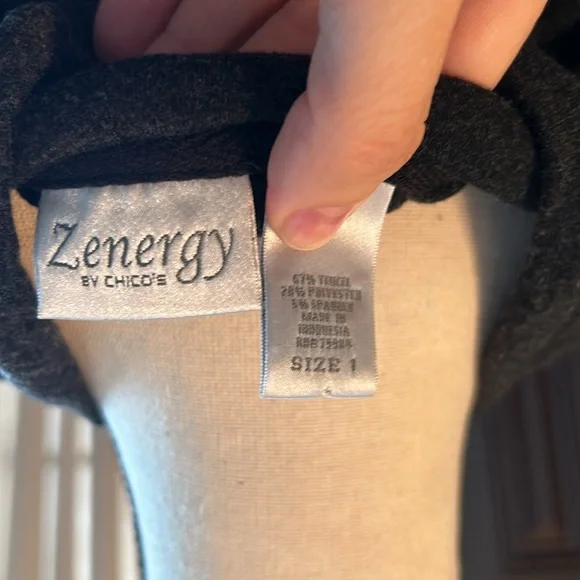 Zenergy
BY CHICO'S
67% TENCEL
28% POLYESTER
5% SPANDEX
MADE IN
INDONESIA
SIZE 1